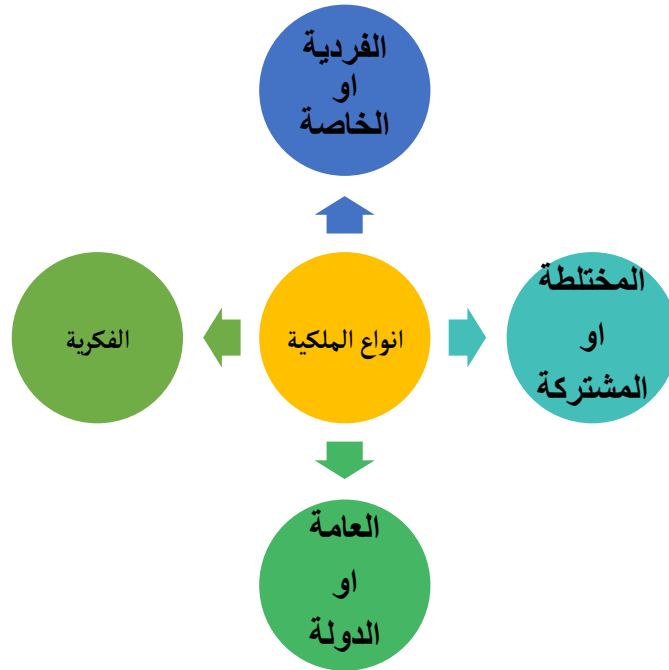 الفردية
او
الخاصة
المختلطة
او
المشتركة
انواع الملكية
الفكرية
العامة
او
الدولة